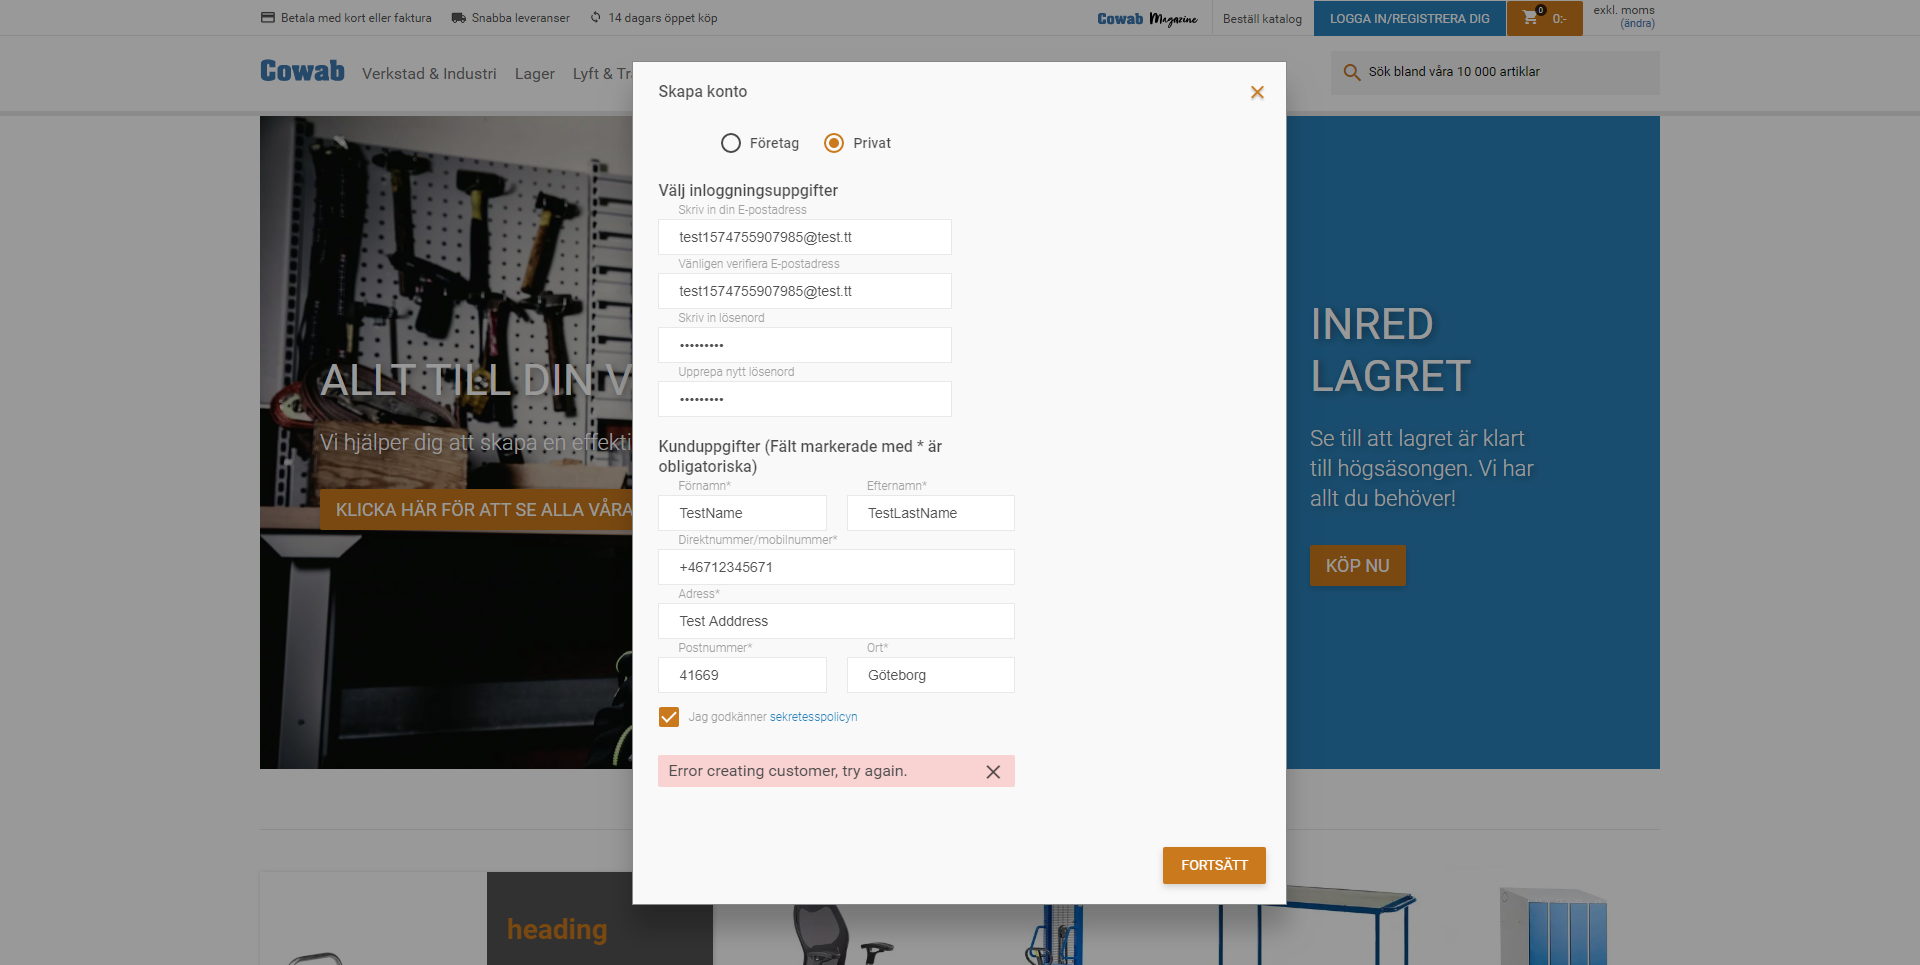 Betala med kort eller faktura
Snabba leveranser
14 dagars öppet köp
Cowab Magazine
Beställ katalog
LOGGA IN/REGISTRERA DIG
0
0:-
exkl. moms
(ändra)
Cowab
Verkstad & Industri
Lager
Lyft &
Sök bland våra 10 000 artiklar
Skapa konto
Företag
Privat
Välj inloggningsuppgifter
Skriv in din E-postadress
test1574755907985@test.tt
Vänligen verifiera E-postadress
test1574755907985@test.tt
Skriv in lösenord
•••••••••
Upprepa nytt lösenord
•••••••••
Kunduppgifter (Fält markerade med * är
obligatoriska)
Förnamn*
Efternamn*
TestName
TestLastName
Direktnummer/mobilnummer*
+46712345671
Adress*
Test Adddress
Postnummer*
Ort*
41669
Göteborg
Jag godkänner sekretesspolicyn
Error creating customer, try again.
FORTSÄTT
ALLT TILL DIN
Vi hjälper dig att skapa en
KLICKA HÄR FÖR ATT SE ALLA VÅRA
INRED
LAGRET
Se till att lagret är klart
till högsäsongen. Vi har
allt du behöver!
KÖP NU
heading